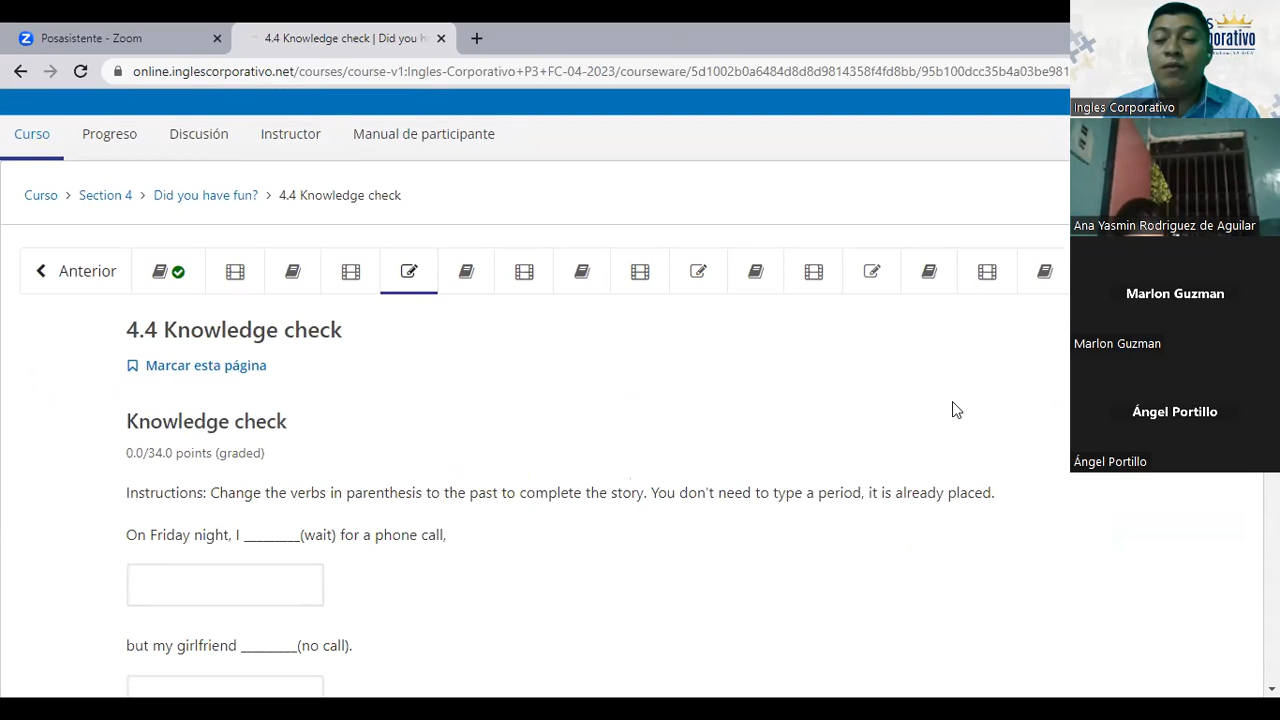 Posasistente - Zoom
4.4 Knowledge check | Did you h
online.inglescorporativo.net/courses/course-v1:Ingles-Corporativo+P3+FC-04-2023/courseware/5d1002b0a6484d8d8d9814358f4fd8bb/95b100dcc35b4a03be981
Curso
Progreso
Discusión
Instructor
Manual de participante
Curso > Section 4 > Did you have fun? > 4.4 Knowledge check
Anterior
4.4 Knowledge check
Marcar esta página
Knowledge check
0.0/34.0 points (graded)
Instructions: Change the verbs in parenthesis to the past to complete the story. You don't need to type a period, it is already placed.
On Friday night, I ________(wait) for a phone call,
but my girlfriend ________(no call).
Ingles Corporativo
Ana Yasmin Rodriguez de Aguilar
Marlon Guzman
Marlon Guzman
Ángel Portillo
Ángel Portillo